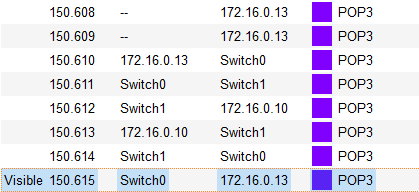 150.608 -- 172.16.0.13 POP3
150.609 -- 172.16.0.13 POP3
150.610 172.16.0.13 Switch0 POP3
150.611 Switch0 Switch1 POP3
150.612 Switch1 172.16.0.10 POP3
150.613 172.16.0.10 Switch1 POP3
150.614 Switch1 Switch0 POP3
Visible 150.615 Switch0 172.16.0.13 POP3